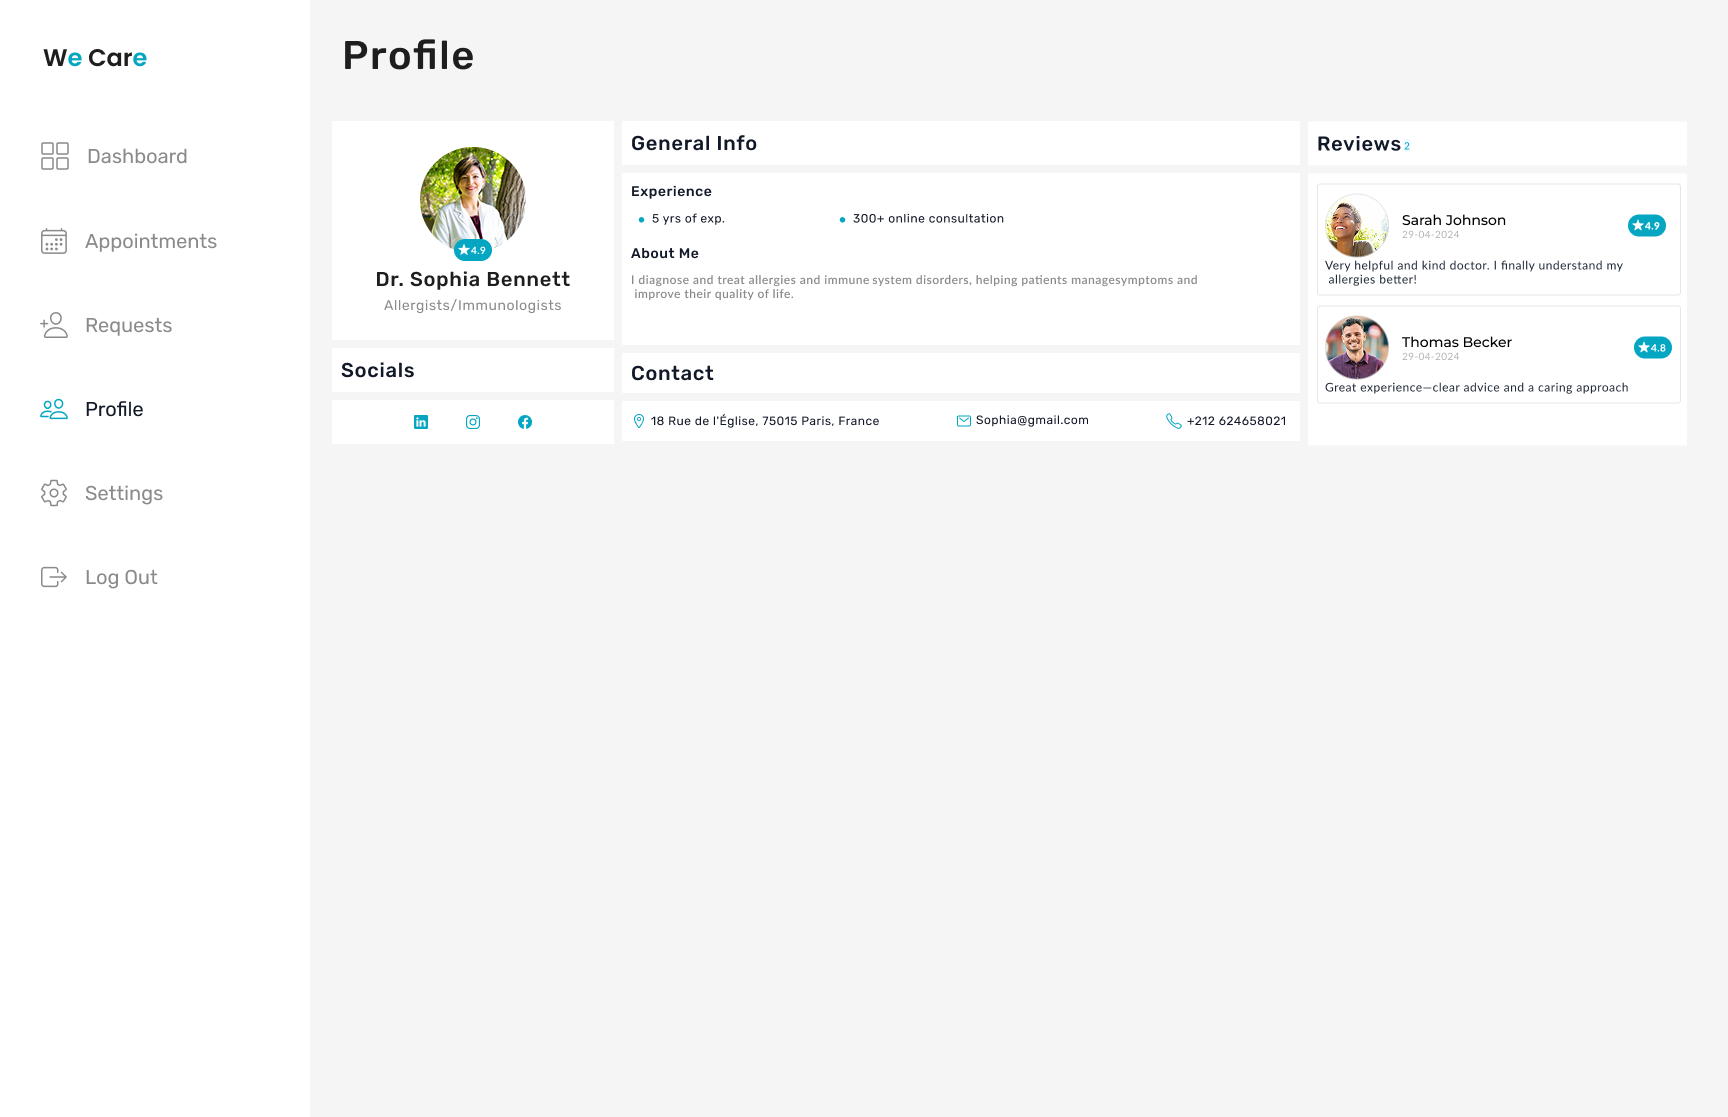 We Care
Dashboard
Appointments
Requests
Profile
Settings
Log Out
Profile
4.9
Dr. Sophia Bennett
Allergists/Immunologists
Socials
in
General Info
Experience
5 yrs of exp.
300+ online consultation
About Me
I diagnose and treat allergies and immune system disorders, helping patients managesymptoms and
improve their quality of life.
Contact
18 Rue de l'Église, 75015 Paris, France
Sophia@gmail.com
+212 624658021
Reviews 2
Sarah Johnson
29-04-2024
4.9
Very helpful and kind doctor. I finally understand my
allergies better!
Thomas Becker
29-04-2024
4.8
Great experience—clear advice and a caring approach